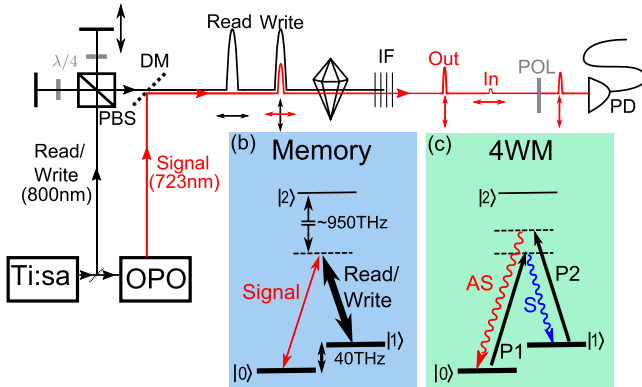 Read Write
λ/4
DM
IF
Out
In
POL
PBS
PD
Read/
Write
(800nm)
Signal
(723nm)
Ti:sa
OPO
(b) Memory
|2⟩
~950THz
Signal
Read/
Write
|1⟩
40THz
|0⟩
(c) 4WM
|2⟩
AS
S
P2
P1
|1⟩
|0⟩